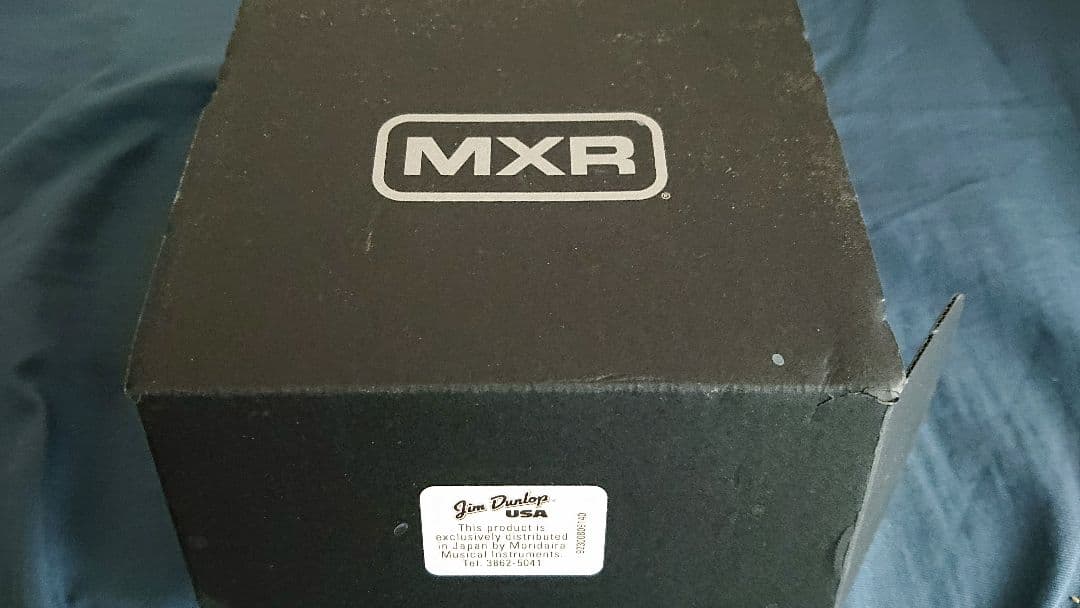 MXR
®
Jim Dunlop
USA
This product is
exclusively distributed
in Japan by Moridaira
Musical Instruments.
Tel. 3862-5041